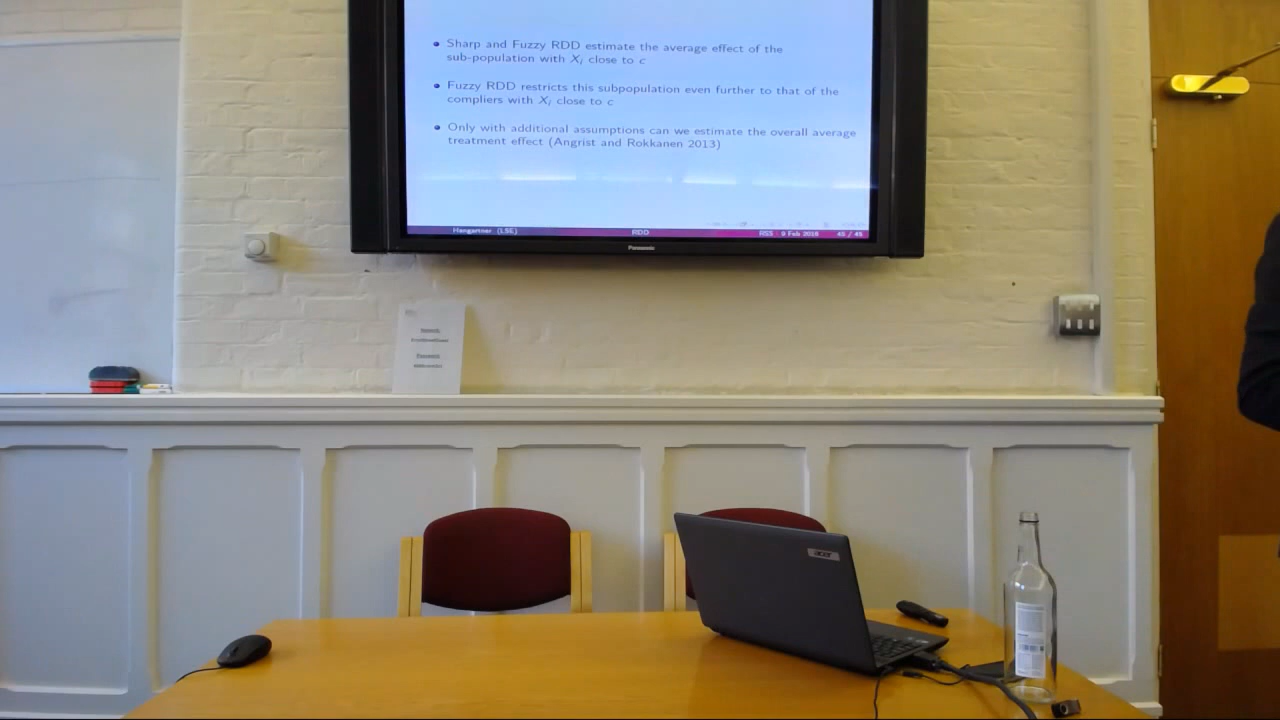 Sharp and Fuzzy RDD estimate the average effect of the
sub-population with Xi close to c
Fuzzy RDD restricts this subpopulation even further to that of the
compliers with Xi close to c
Only with additional assumptions can we estimate the overall average
treatment effect (Angrist and Rokkanen 2013)
Hangartner (LSE) RDD RSS - 9 Feb 2018 45 / 45
Panasonic
acer